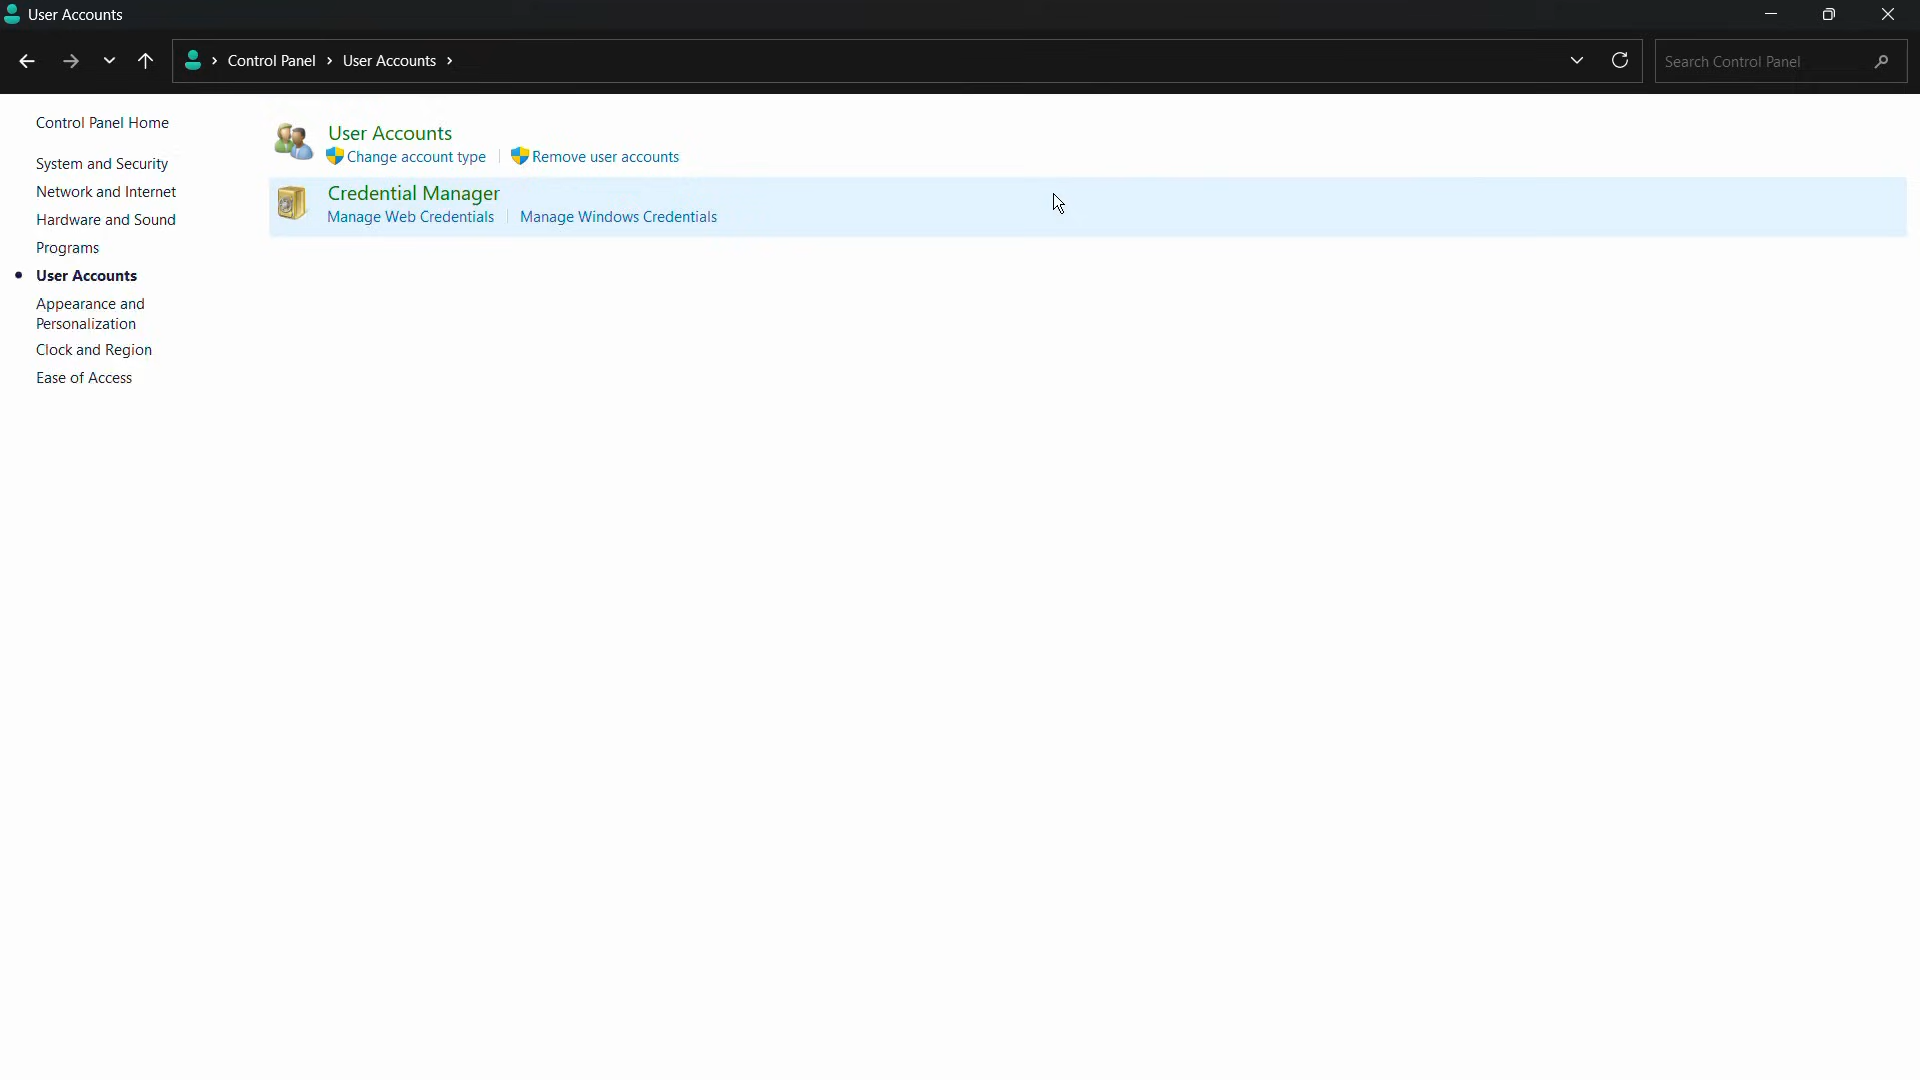 User Accounts
Control Panel
User Accounts
Search Control Panel
Control Panel Home
System and Security
Network and Internet
Hardware and Sound
Programs
User Accounts
Appearance and
Personalization
Clock and Region
Ease of Access
User Accounts
Change account type
Remove user accounts
Credential Manager
Manage Web Credentials
Manage Windows Credentials